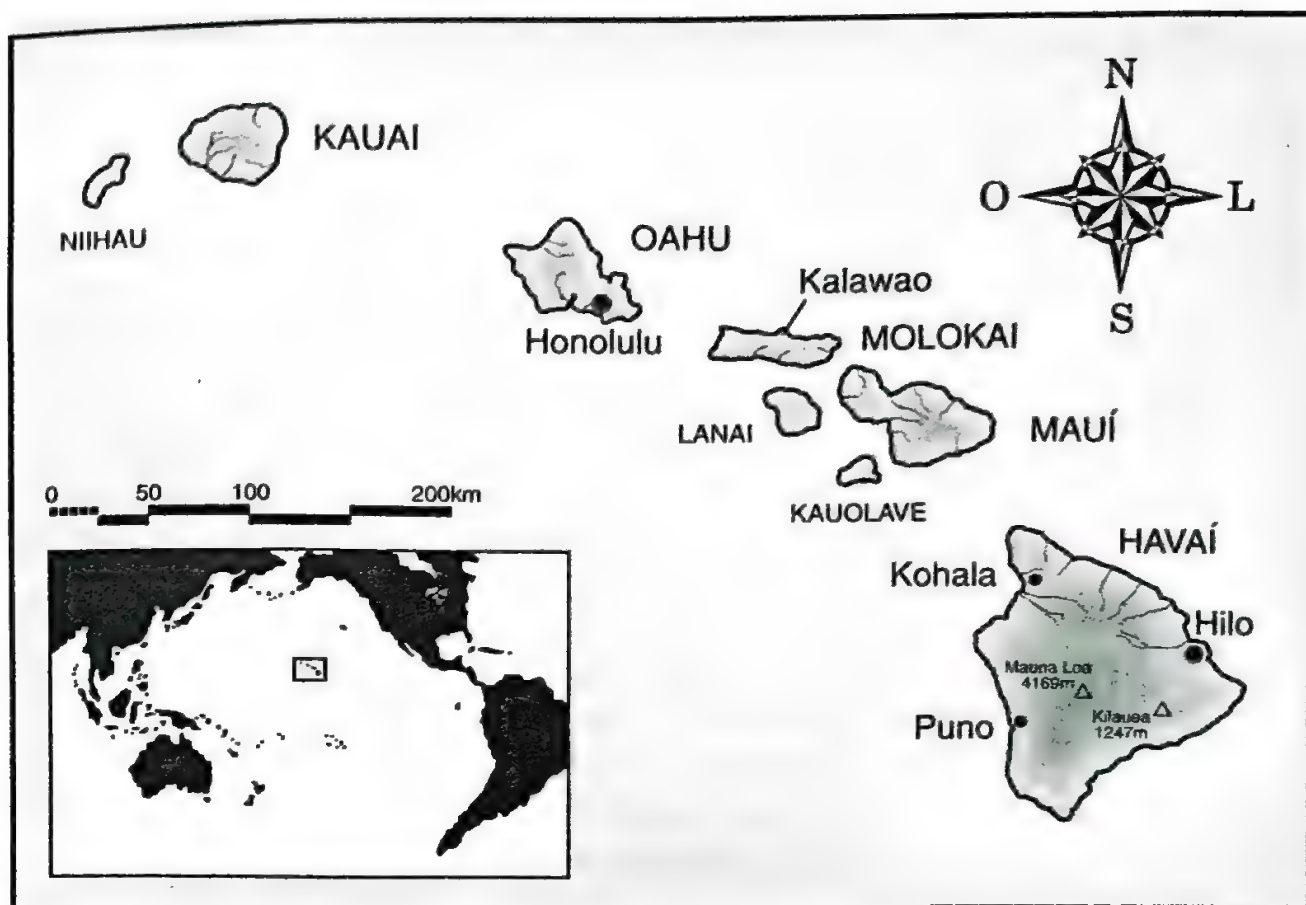 N
KAUAI
O
L
NIIHAU
OAHU
Kalawao
S
Honolulu
MOLOKAI
LANAI
MAUÍ
0 50 100 200km
KAUOLAVE
HAVAÍ
Kohala
Hilo
Mauna Loa
4169m
Puno
Kilauea
1247m